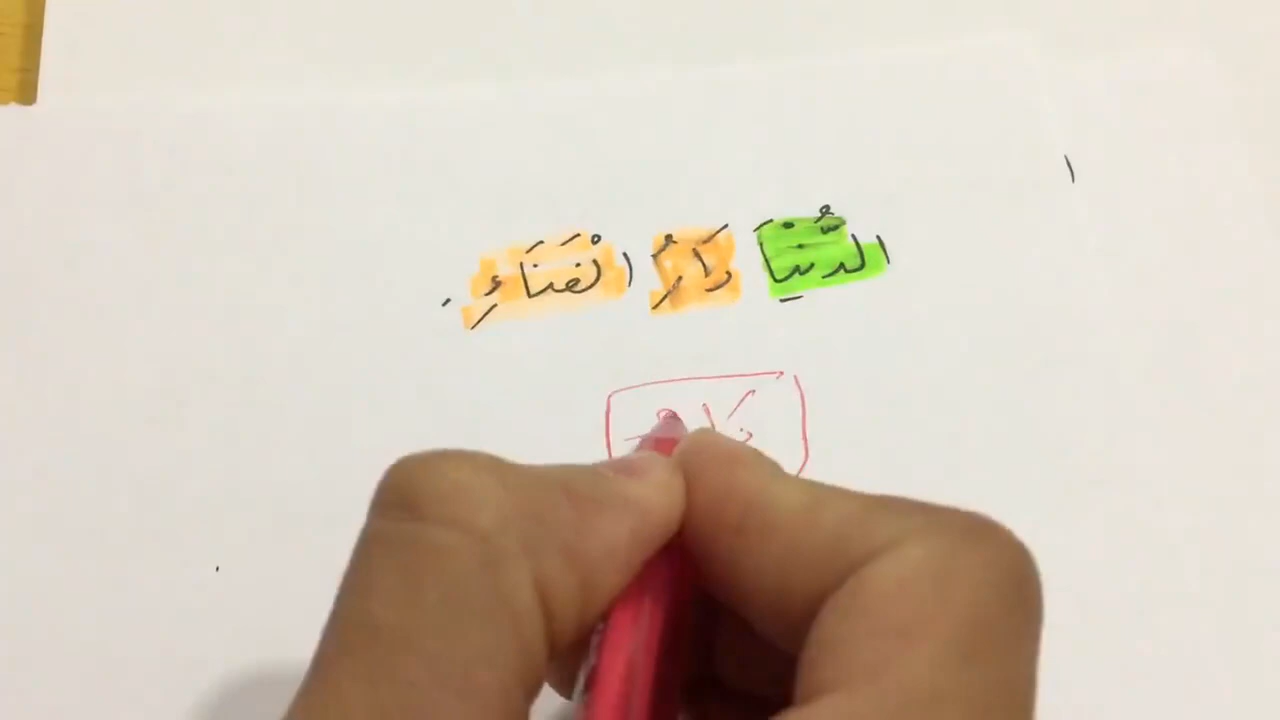 ا
الدُّنْيَا دَارُ الْفَنَاءِ.